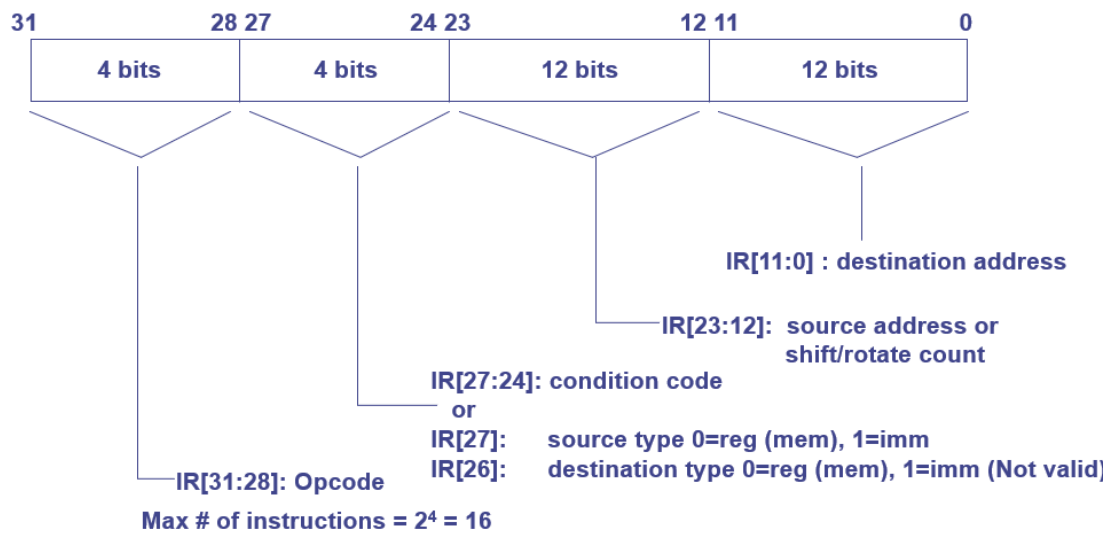 31 28 27 24 23 12 11 0
4 bits 4 bits 12 bits 12 bits
IR[11:0] : destination address
IR[23:12]: source address or
shift/rotate count
IR[27:24]: condition code
or
IR[27]: source type 0=reg (mem), 1=imm
IR[26]: destination type 0=reg (mem), 1=imm (Not valid)
IR[31:28]: Opcode
Max # of instructions = 2⁴ = 16